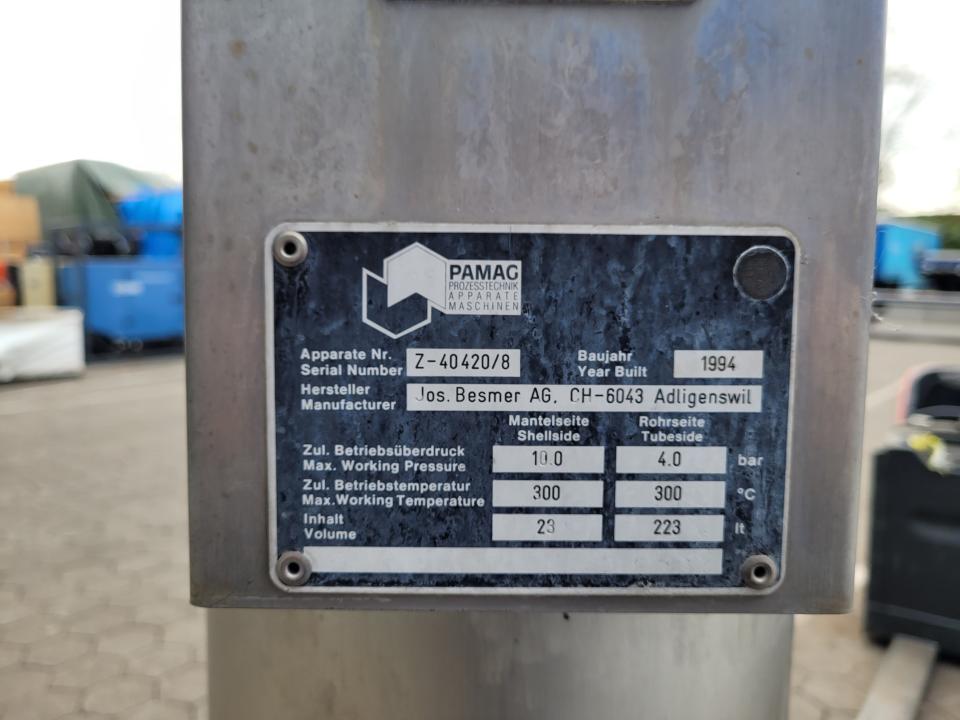 PAMAG
PROZESSTECHNIK
APPARATE
MASCHINEN
Apparate Nr.
Serial Number Z-40420/8
Baujahr
Year Built 1994
Hersteller
Manufacturer Jos. Besmer AG, CH-6043 Adligenswil
Mantelseite Rohrseite
Shellside Tubeside
Zul. Betriebsüberdruck
Max. Working Pressure 10.0 4.0 bar
Zul. Betriebstemperatur
Max. Working Temperature 300 300 °C
Inhalt
Volume 23 223 lt